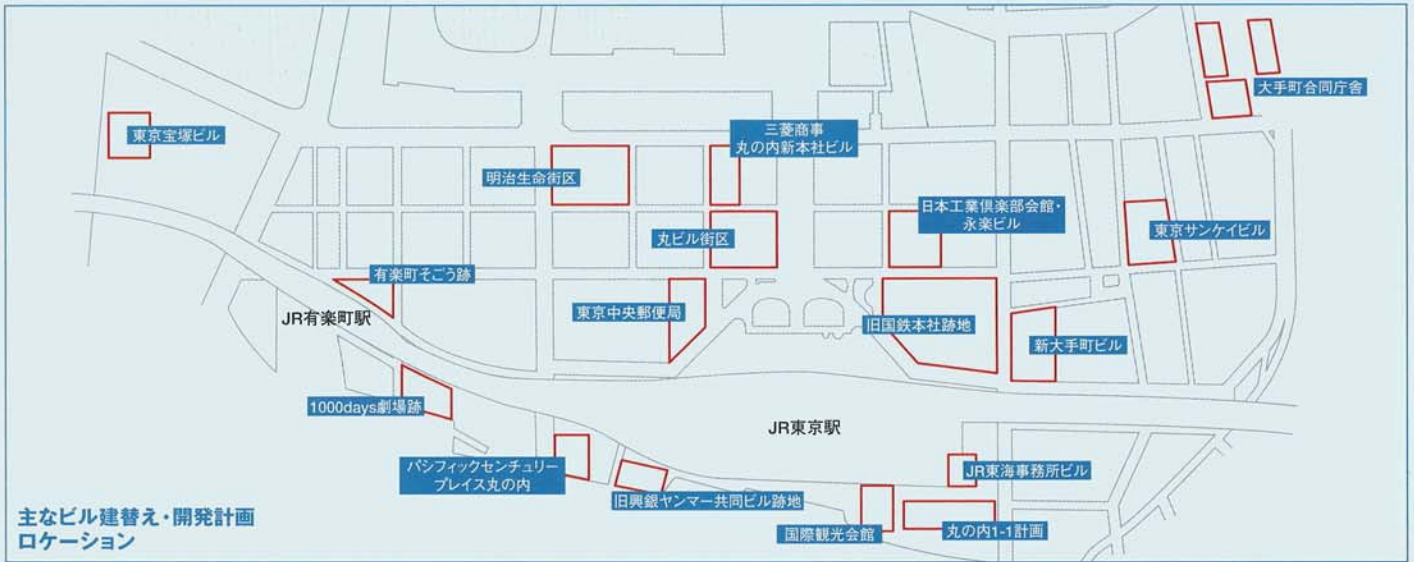 大手町合同庁舎
東京宝塚ビル
三菱商事
丸の内新本社ビル
明治生命街区
日本工業倶楽部会館・
永楽ビル
丸ビル街区
東京サンケイビル
有楽町そごう跡
JR有楽町駅
東京中央郵便局
旧国鉄本社跡地
新大手町ビル
1000days劇場跡
JR東京駅
パシフィックセンチュリー
プレイス丸の内
旧興銀ヤンマー共同ビル跡地
JR東海事務所ビル
国際観光会館
丸の内1-1計画
主なビル建替え・開発計画
ロケーション